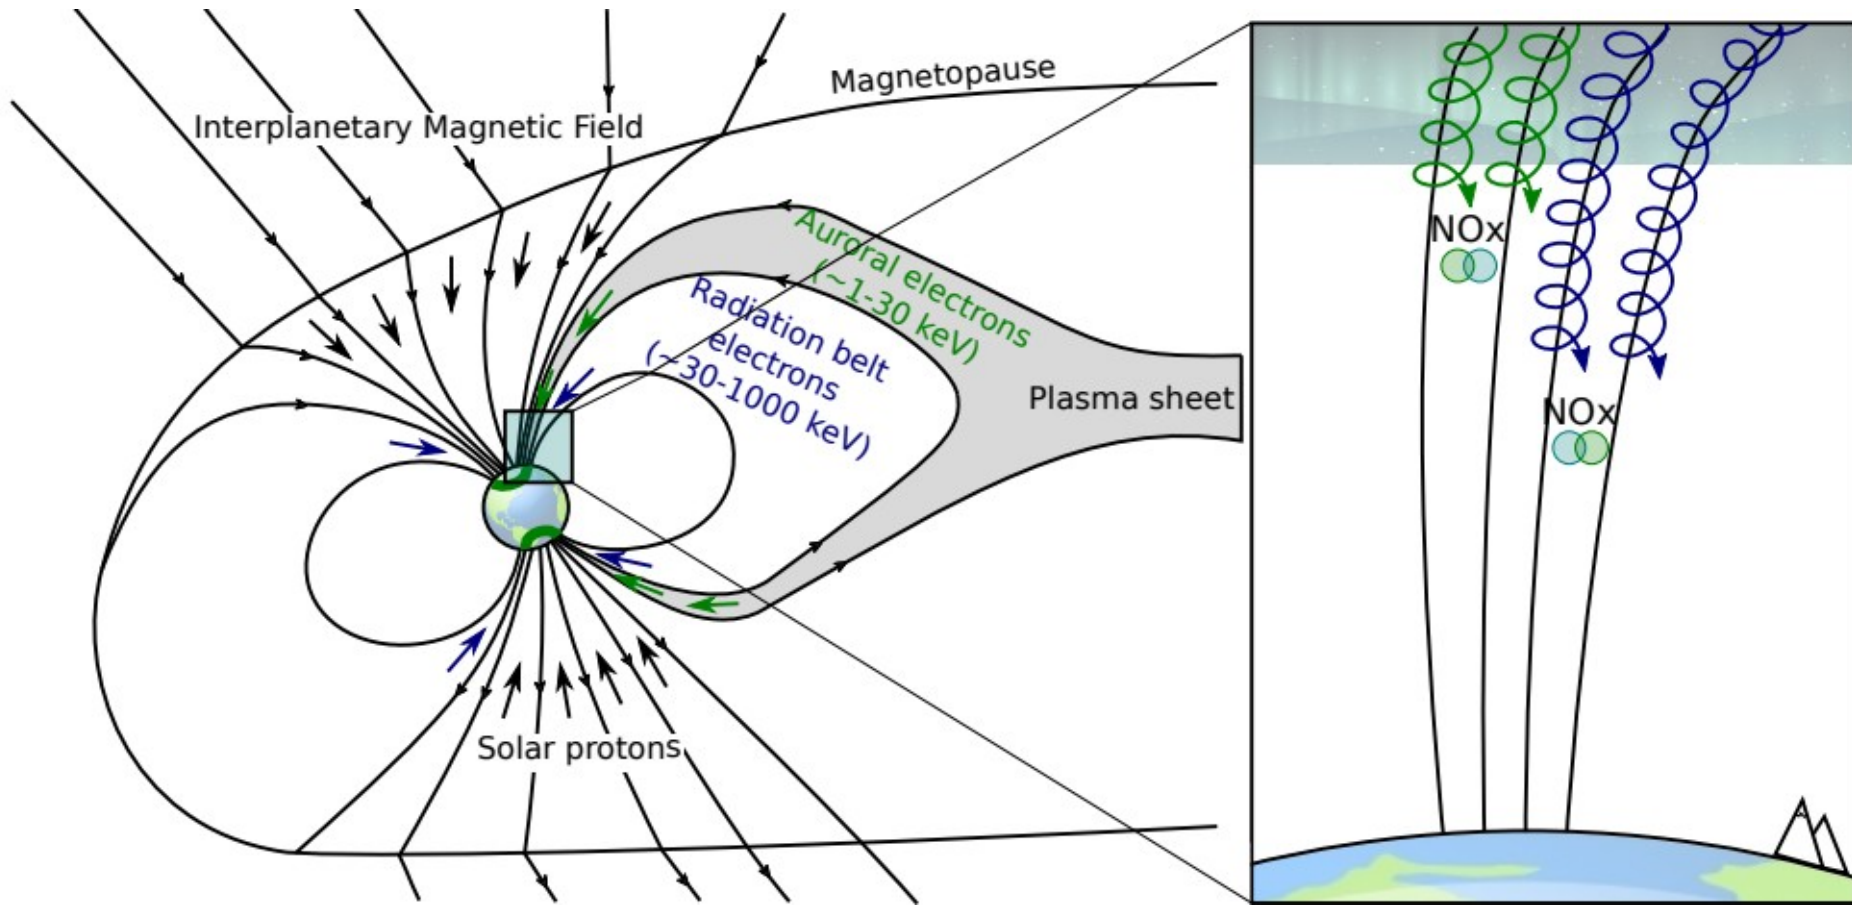 Magnetopause
Interplanetary Magnetic Field
Auroral electrons
(~1-30 keV)
Radiation belt
electrons
(~30-1000 keV)
Plasma sheet
Solar protons
NOx
NOx